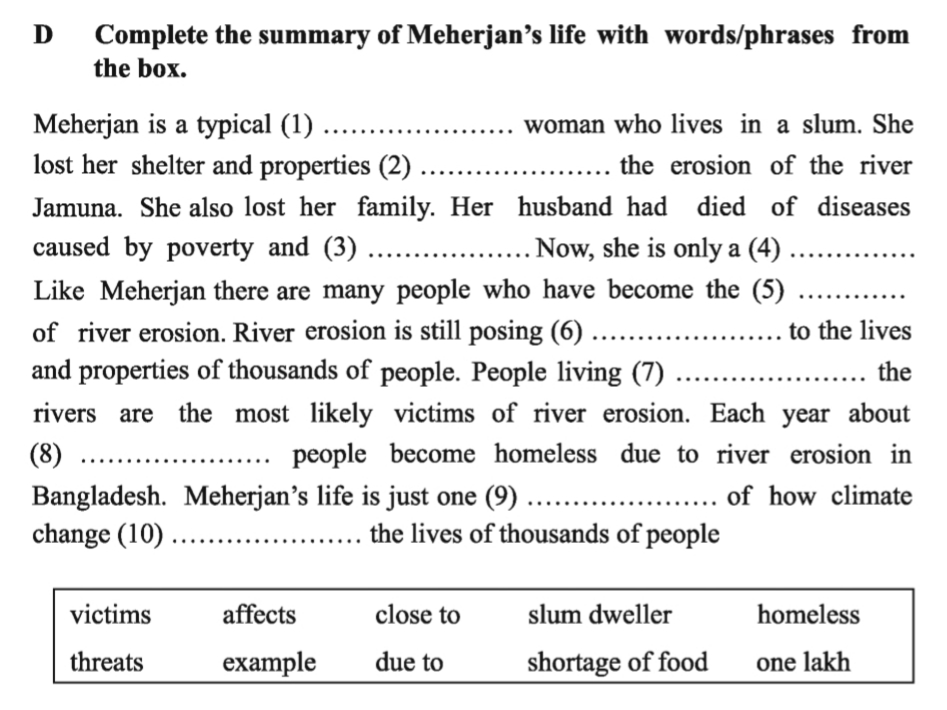 D Complete the summary of Meherjan's life with words/phrases from
the box.
Meherjan is a typical (1) ..................... woman who lives in a slum. She
lost her shelter and properties (2) ..................... the erosion of the river
Jamuna. She also lost her family. Her husband had died of diseases
caused by poverty and (3) .................. Now, she is only a (4) ..............
Like Meherjan there are many people who have become the (5) ............
of river erosion. River erosion is still posing (6) ..................... to the lives
and properties of thousands of people. People living (7) ..................... the
rivers are the most likely victims of river erosion. Each year about
(8) ..................... people become homeless due to river erosion in
Bangladesh. Meherjan's life is just one (9) ..................... of how climate
change (10) ..................... the lives of thousands of people
victims affects close to slum dweller homeless
threats example due to shortage of food one lakh